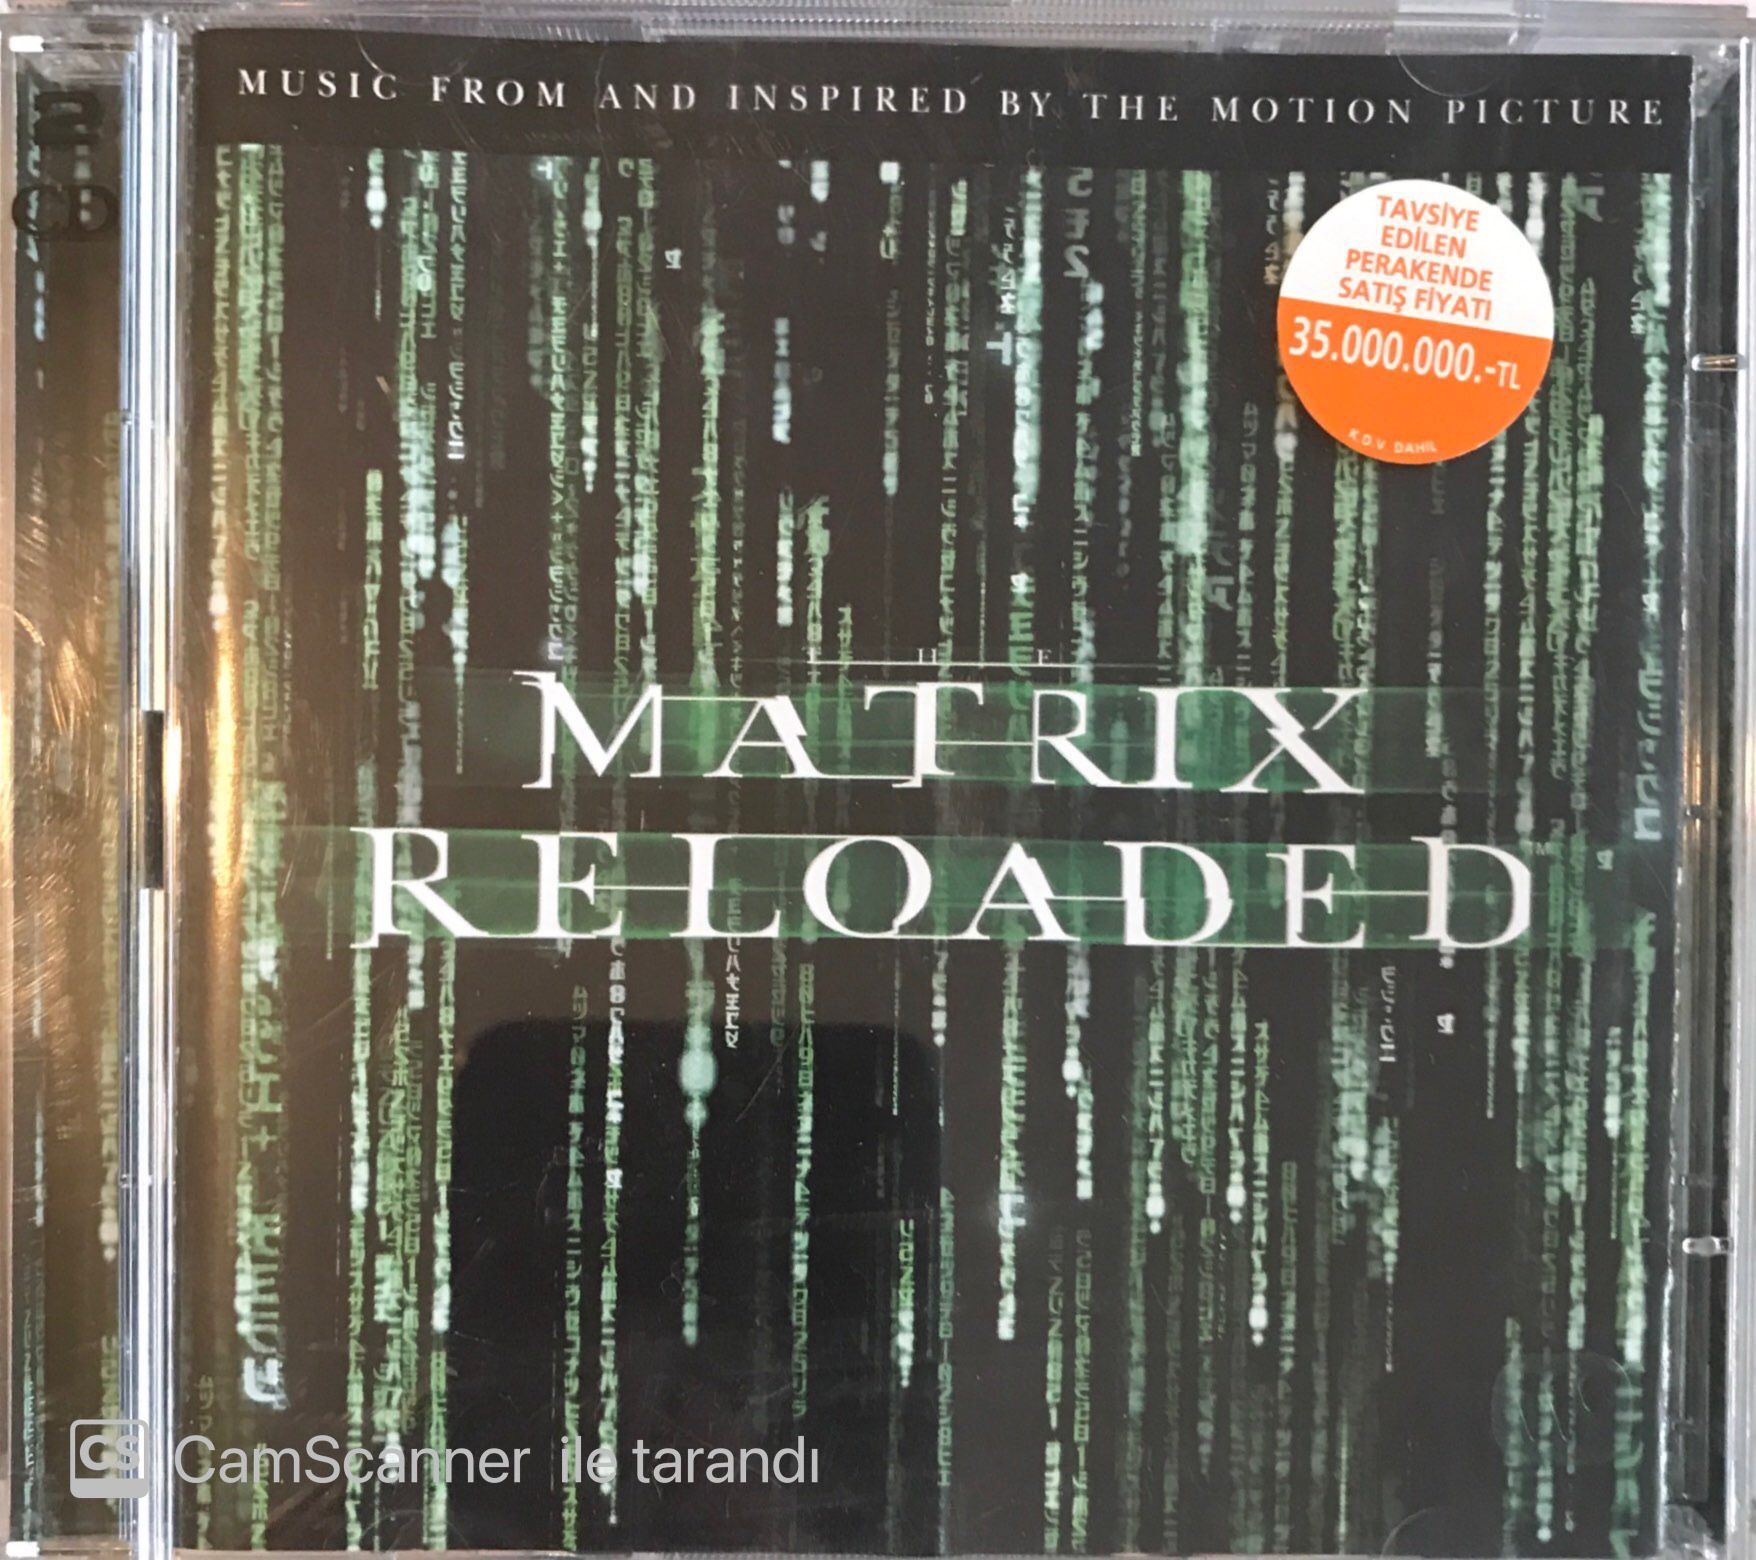 MUSIC FROM AND INSPIRED BY THE MOTION PICTURE
2
CD
TAVSİYE
EDİLEN
PERAKENDE
SATIŞ FİYATI
35.000.000.-TL
K.D.V. DAHİL
THE
MATRIX
RELOADED™
CS CamScanner ile tarandı